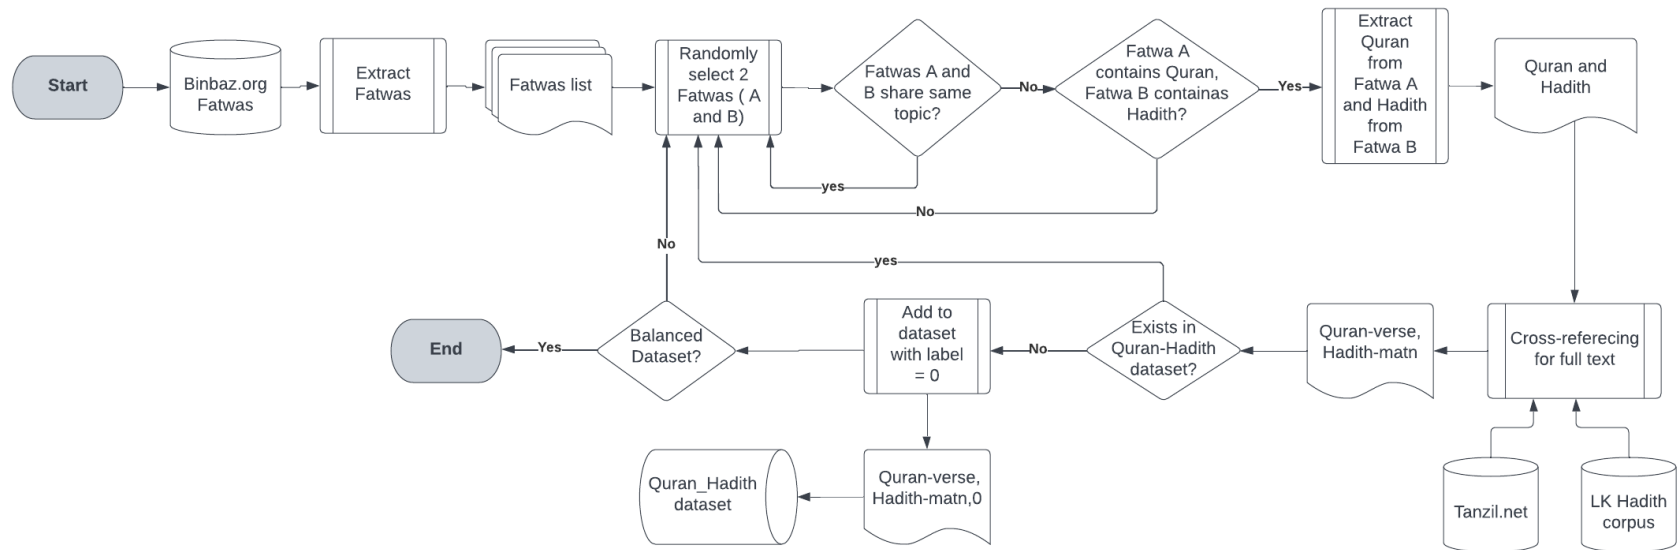 Start
Binbaz.org
Fatwas
Extract
Fatwas
Fatwas list
Randomly
select 2
Fatwas ( A
and B)
Fatwas A and
B share same
topic?
No
Fatwa A
contains Quran,
Fatwa B containas
Hadith?
Yes
Extract
Quran
from
Fatwa A
and Hadith
from
Fatwa B
Quran and
Hadith
yes
No
No
yes
End
Yes
Balanced
Dataset?
Add to
dataset
with label
= 0
No
Exists in
Quran-Hadith
dataset?
Quran-verse,
Hadith-matn
Cross-referecing
for full text
Quran_Hadith
dataset
Quran-verse,
Hadith-matn,0
Tanzil.net
LK Hadith
corpus